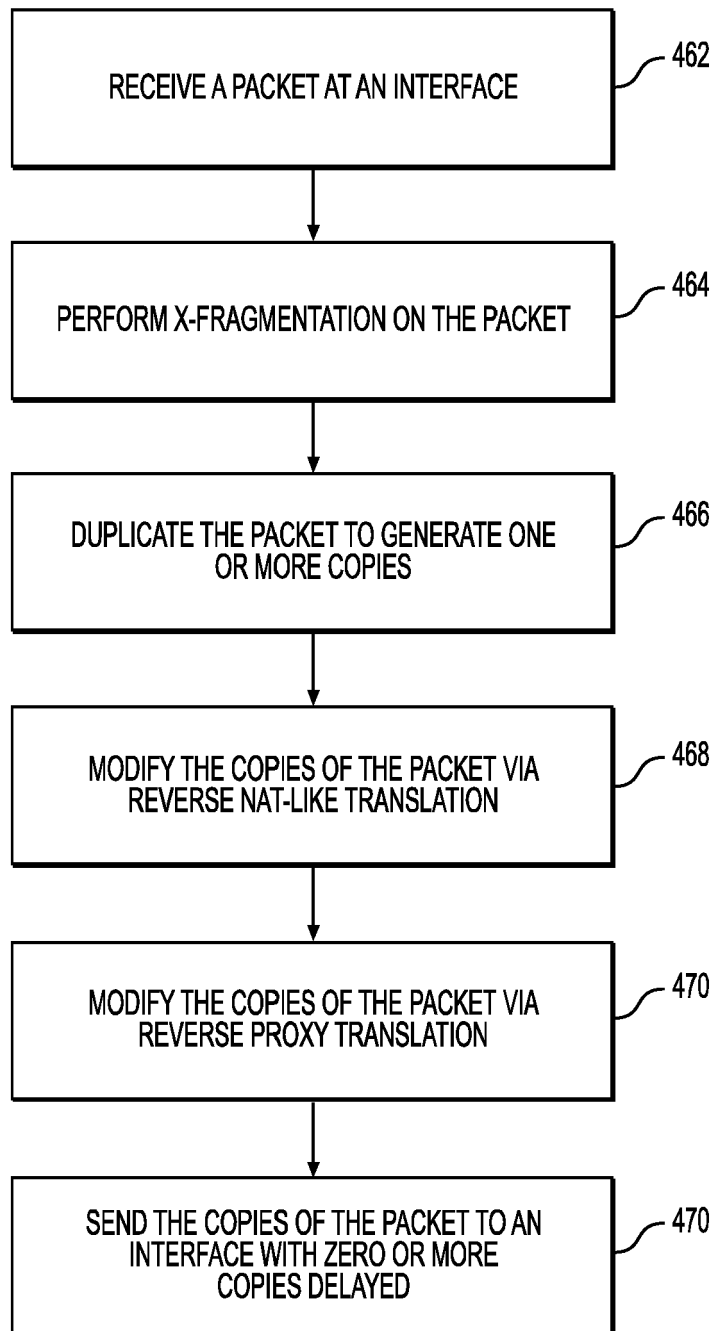 RECEIVE A PACKET AT AN INTERFACE
462
PERFORM X-FRAGMENTATION ON THE PACKET
464
DUPLICATE THE PACKET TO GENERATE ONE
OR MORE COPIES
466
MODIFY THE COPIES OF THE PACKET VIA
REVERSE NAT-LIKE TRANSLATION
468
MODIFY THE COPIES OF THE PACKET VIA
REVERSE PROXY TRANSLATION
470
SEND THE COPIES OF THE PACKET TO AN
INTERFACE WITH ZERO OR MORE
COPIES DELAYED
470